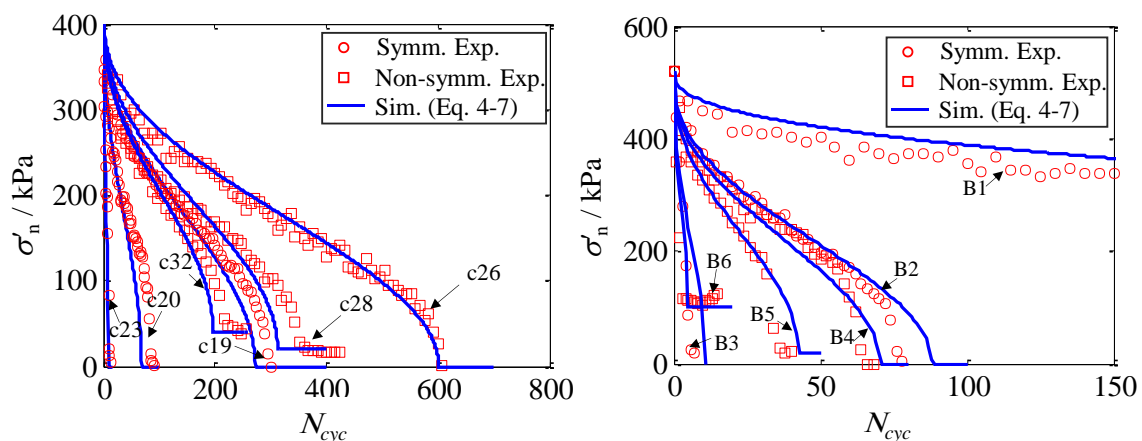 400
300
200
100
0
σ′n / kPa
Symm. Exp.
Non-symm. Exp.
Sim. (Eq. 4-7)
c32
c26
c28
c20
c23
c19
0 200 400 600 800
Ncyc
600
400
200
0
σ′n / kPa
Symm. Exp.
Non-symm. Exp.
Sim. (Eq. 4-7)
B1
B6
B2
B5
B4
B3
0 50 100 150
Ncyc